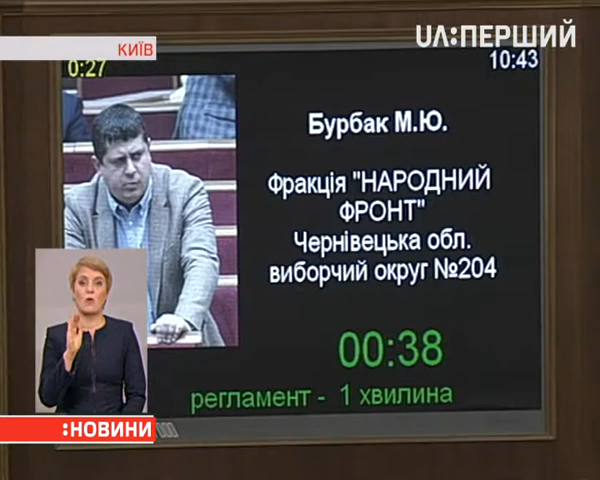 КИЇВ
UA:ПЕРШИЙ
0:27
10:43
Бурбак М.Ю.
Фракція "НАРОДНИЙ
ФРОНТ"
Чернівецька обл.
виборчий округ №204
00:38
регламент - 1 хвилина
:НОВИНИ